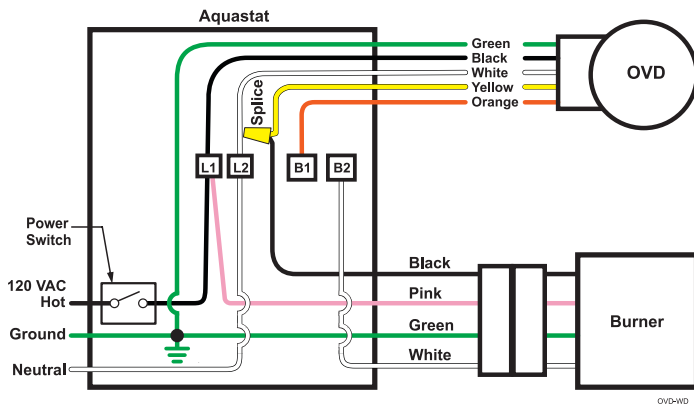 Aquastat
Green
Black
White
Yellow
Orange
OVD
Splice
L1
L2
B1
B2
Power
Switch
120 VAC
Hot
Ground
Neutral
Black
Pink
Green
White
Burner
OVD-WD